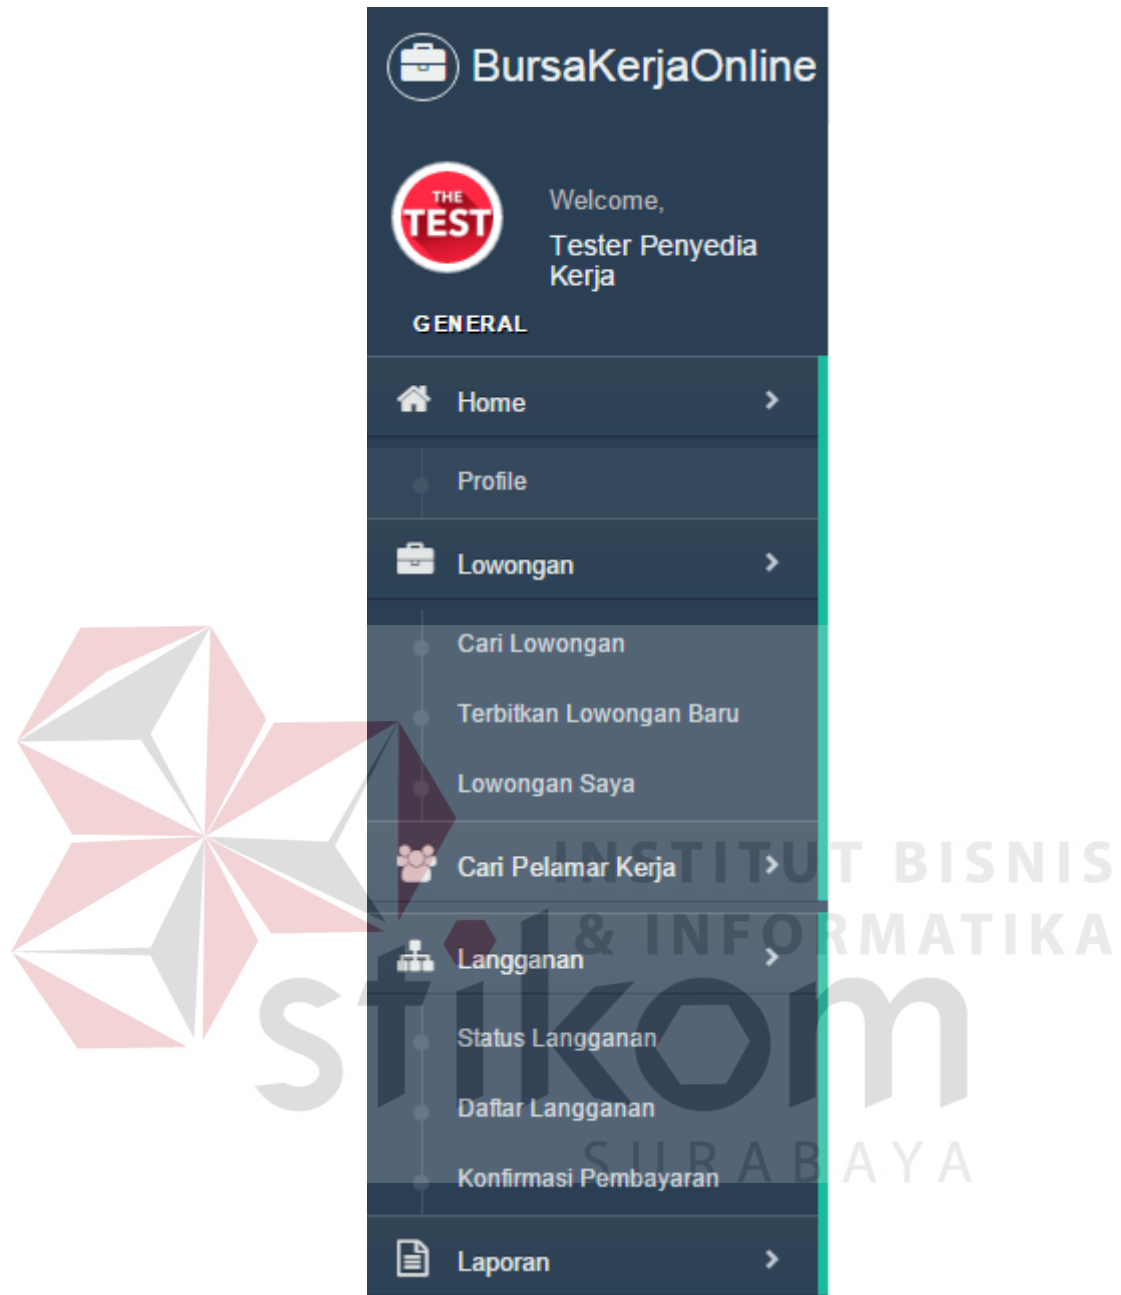 BursaKerjaOnline
THE
TEST
Welcome,
Tester Penyedia
Kerja
GENERAL
Home
Profile
Lowongan
Cari Lowongan
Terbitkan Lowongan Baru
Lowongan Saya
Cari Pelamar Kerja
Langganan
Status Langganan
Daftar Langganan
Konfirmasi Pembayaran
Laporan
INSTITUT BISNIS
& INFORMATIKA
stikom
SURABAYA